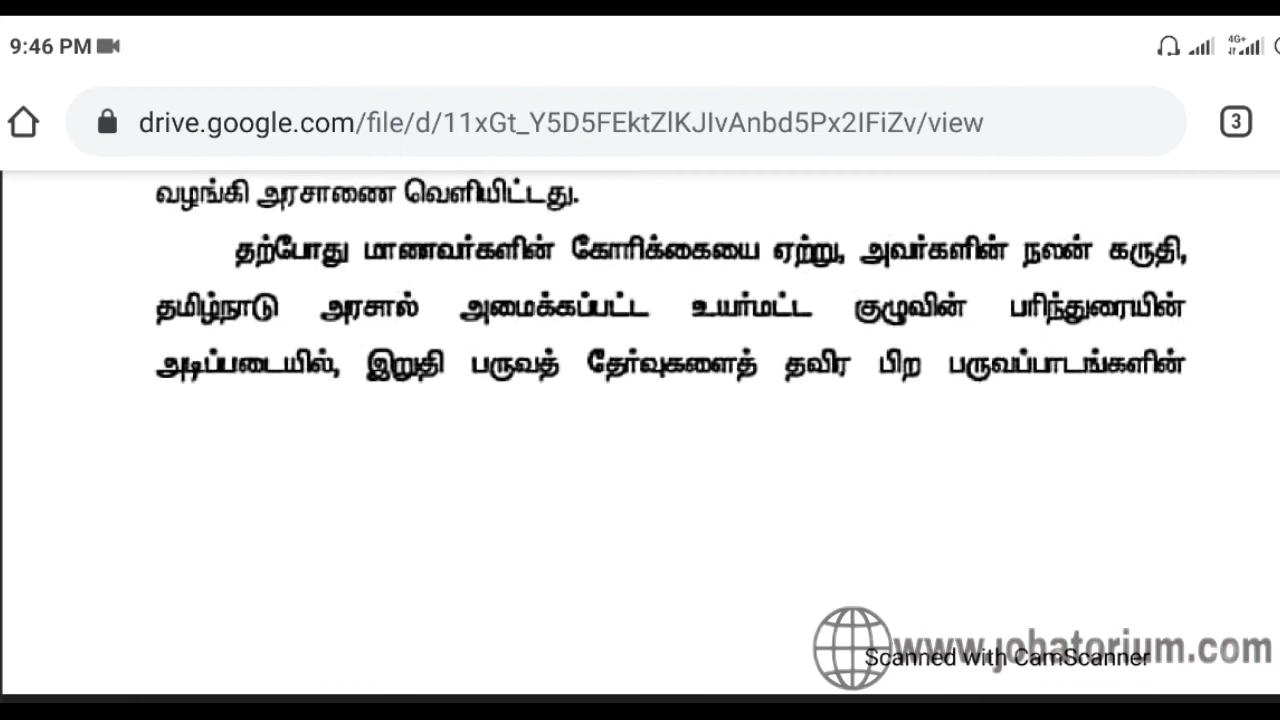 9:46 PM
4G+
drive.google.com/file/d/11xGt_Y5D5FEktZlKJIvAnbd5Px2IFiZv/view
3
வழங்கி அரசாணை வெளியிட்டது.
தற்போது மாணவர்களின் கோரிக்கையை ஏற்று, அவர்களின் நலன் கருதி,
தமிழ்நாடு அரசால் அமைக்கப்பட்ட உயர்மட்ட குழுவின் பரிந்துரையின்
அடிப்படையில், இறுதி பருவத் தேர்வுகளைத் தவிர பிற பருவப்பாடங்களின்
www.jobatorium.com
Scanned with CamScanner